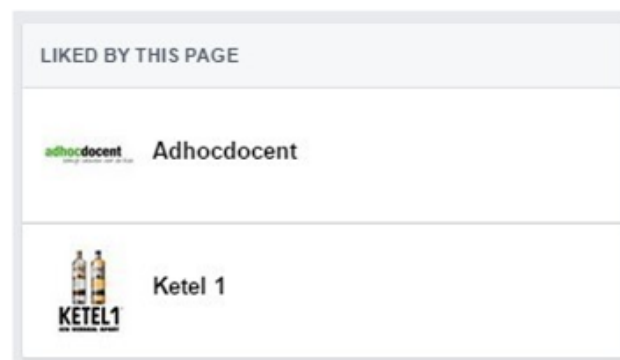 LIKED BY THIS PAGE
adhocdocent
Adhocdocent
Ketel 1
KETEL1